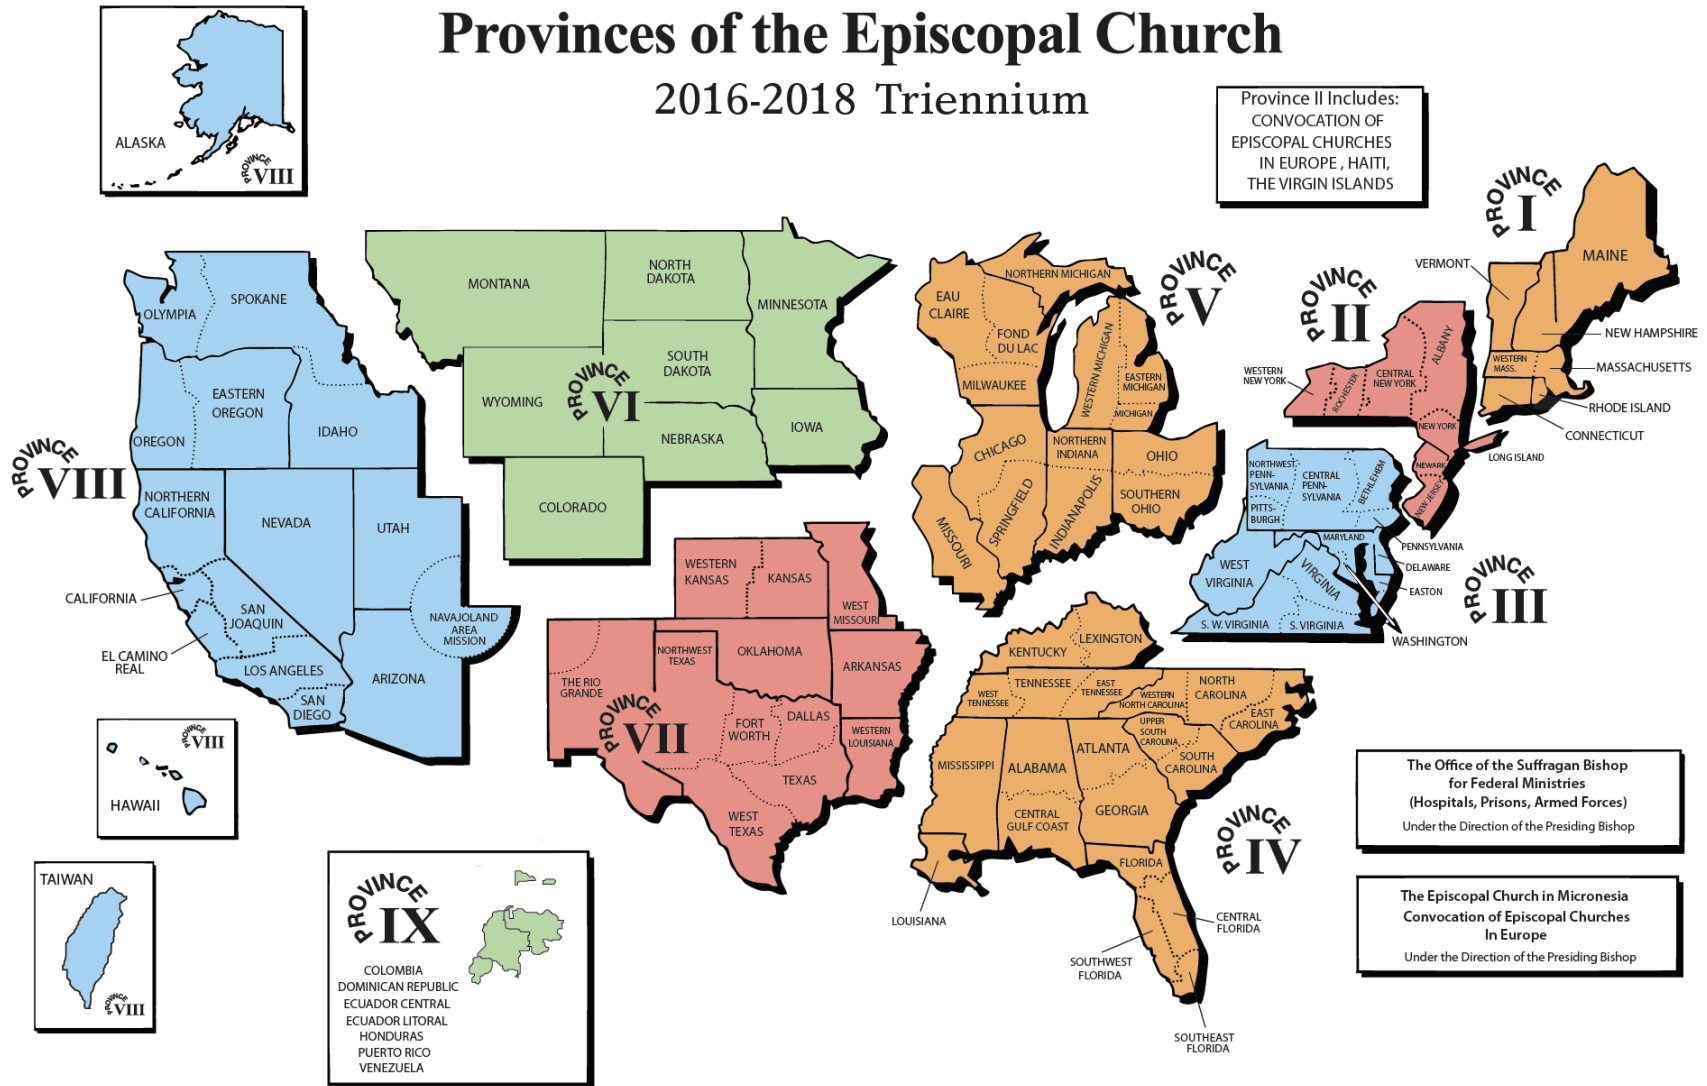 Provinces of the Episcopal Church
2016-2018 Triennium
ALASKA
PROVINCE
VIII
Province II Includes:
CONVOCATION OF
EPISCOPAL CHURCHES
IN EUROPE , HAITI,
THE VIRGIN ISLANDS
PROVINCE
I
MAINE
VERMONT
NEW HAMPSHIRE
WESTERN
MASS.
MASSACHUSETTS
RHODE ISLAND
CONNECTICUT
PROVINCE
II
ALBANY
CENTRAL
NEW YORK
WESTERN
NEW YORK
ROCHESTER
NEW YORK
LONG ISLAND
NEWARK
NEW JERSEY
PROVINCE
III
NORTHWEST
PENN-
SYLVANIA
CENTRAL
PENN-
SYLVANIA
BETHLEHEM
PITTS-
BURGH
PENNSYLVANIA
MARYLAND
DELAWARE
EASTON
WEST
VIRGINIA
VIRGINIA
S. W. VIRGINIA
S. VIRGINIA
WASHINGTON
PROVINCE
V
NORTHERN MICHIGAN
EAU
CLAIRE
FOND
DU LAC
MILWAUKEE
WESTERN MICHIGAN
EASTERN
MICHIGAN
MICHIGAN
CHICAGO
NORTHERN
INDIANA
OHIO
SOUTHERN
OHIO
SPRINGFIELD
INDIANAPOLIS
MISSOURI
PROVINCE
VI
MONTANA
NORTH
DAKOTA
MINNESOTA
SOUTH
DAKOTA
WYOMING
NEBRASKA
IOWA
COLORADO
PROVINCE
VIII
OLYMPIA
SPOKANE
EASTERN
OREGON
OREGON
IDAHO
NORTHERN
CALIFORNIA
NEVADA
UTAH
CALIFORNIA
SAN
JOAQUIN
EL CAMINO
REAL
LOS ANGELES
SAN
DIEGO
ARIZONA
NAVAJOLAND
AREA
MISSION
PROVINCE
VII
WESTERN
KANSAS
KANSAS
WEST
MISSOURI
THE RIO
GRANDE
NORTHWEST
TEXAS
OKLAHOMA
ARKANSAS
FORT
WORTH
DALLAS
WESTERN
LOUISIANA
TEXAS
WEST
TEXAS
PROVINCE
IV
LEXINGTON
KENTUCKY
WEST
TENNESSEE
TENNESSEE
EAST
TENNESSEE
WESTERN
NORTH CAROLINA
NORTH
CAROLINA
EAST
CAROLINA
UPPER
SOUTH
CAROLINA
SOUTH
CAROLINA
MISSISSIPPI
ALABAMA
ATLANTA
CENTRAL
GULF COAST
GEORGIA
LOUISIANA
FLORIDA
CENTRAL
FLORIDA
SOUTHWEST
FLORIDA
SOUTHEAST
FLORIDA
PROVINCE
VIII
HAWAII
TAIWAN
PROVINCE
VIII
PROVINCE
IX
COLOMBIA
DOMINICAN REPUBLIC
ECUADOR CENTRAL
ECUADOR LITORAL
HONDURAS
PUERTO RICO
VENEZUELA
The Office of the Suffragan Bishop
for Federal Ministries
(Hospitals, Prisons, Armed Forces)
Under the Direction of the Presiding Bishop
The Episcopal Church in Micronesia
Convocation of Episcopal Churches
In Europe
Under the Direction of the Presiding Bishop